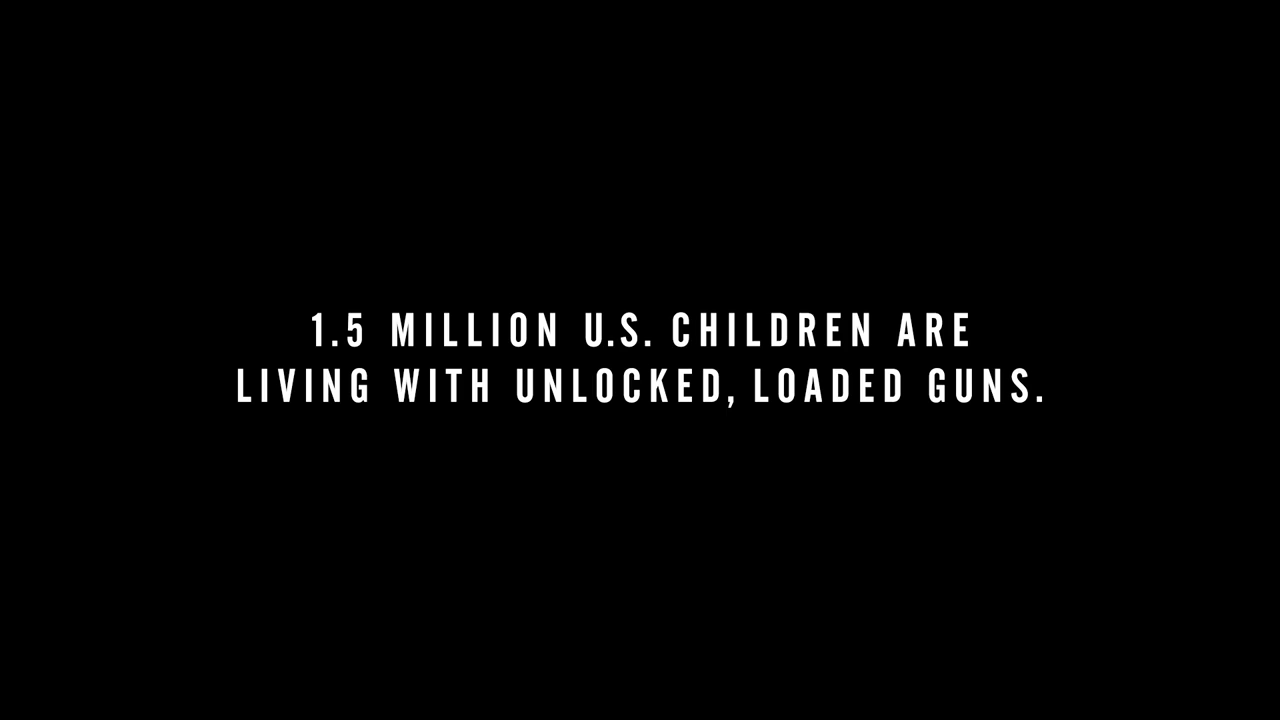 1.5 MILLION U.S. CHILDREN ARE
LIVING WITH UNLOCKED, LOADED GUNS.